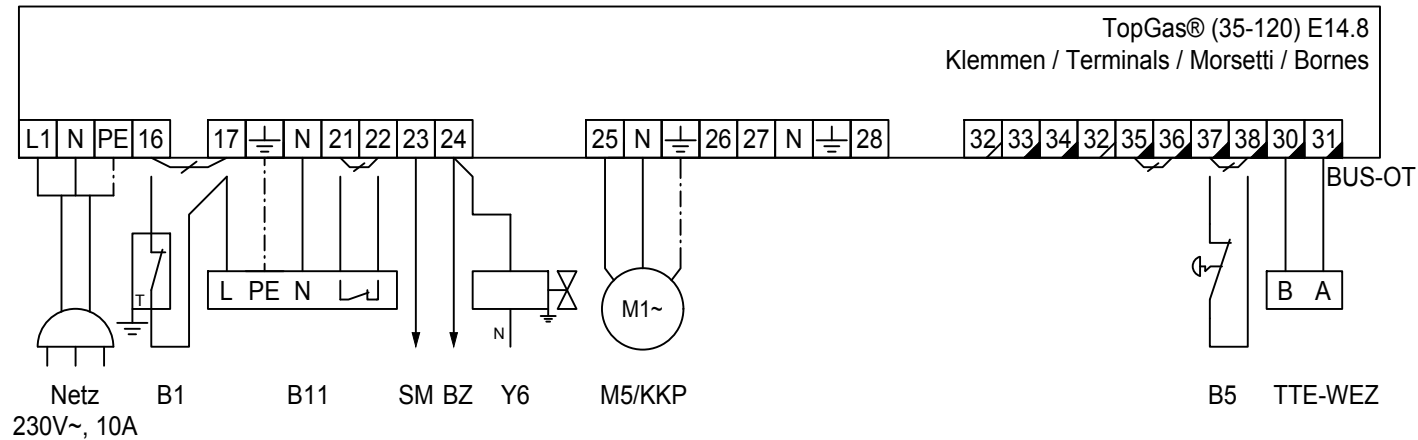 TopGas® (35-120) E14.8
Klemmen / Terminals / Morsetti / Bornes
L1 N PE 16 17 N 21 22 23 24 25 N 26 27 N 28 32 33 34 32 35 36 37 38 30 31
BUS-OT
T L PE N N M1~ B A
Netz B1 B11 SM BZ Y6 M5/KKP B5 TTE-WEZ
230V~, 10A